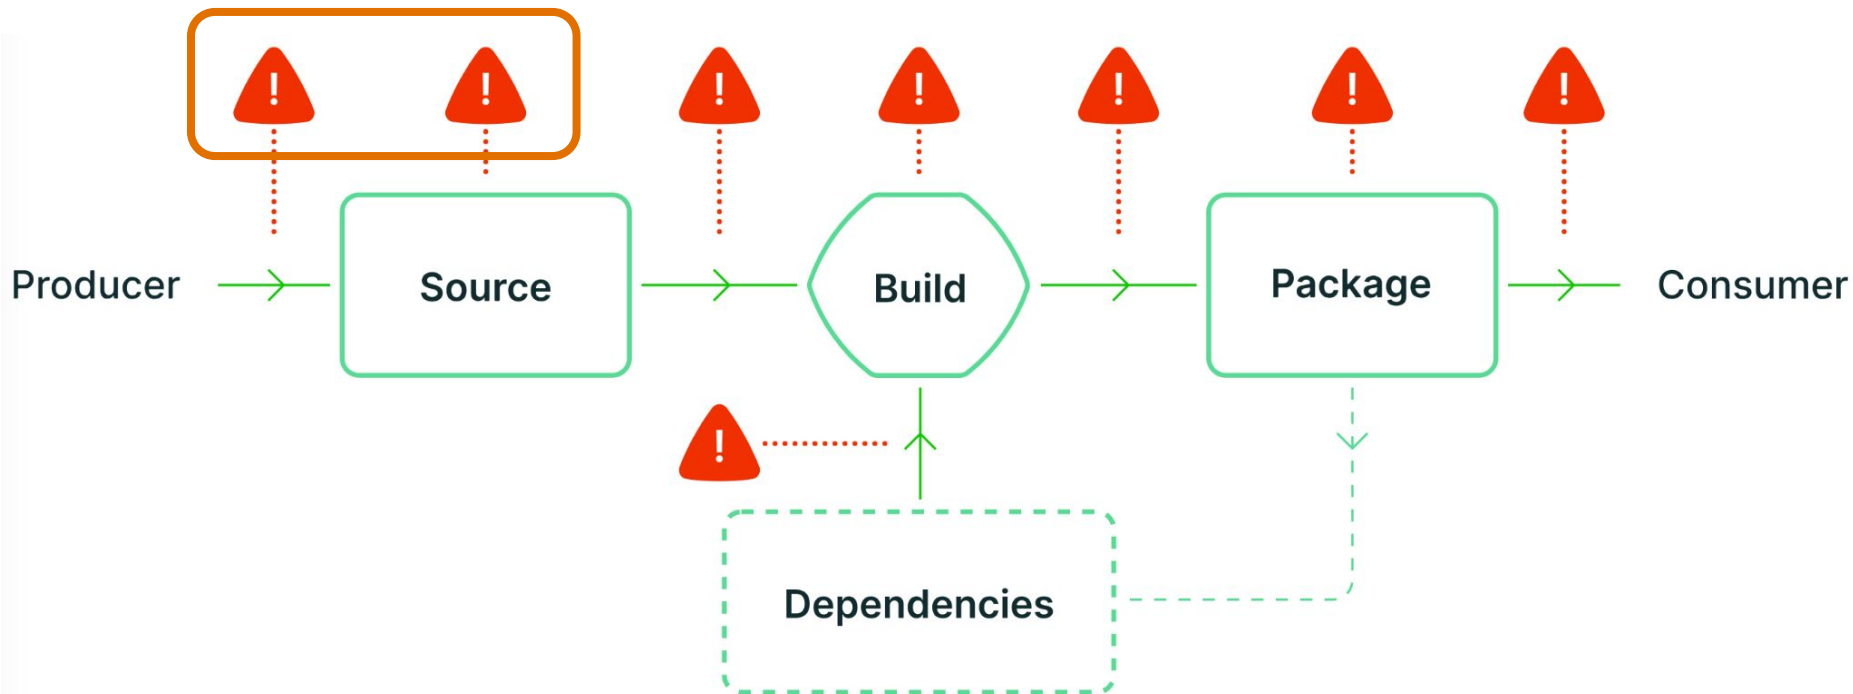 !
!
!
!
!
!
!
Producer
Source
Build
Package
Consumer
!
Dependencies